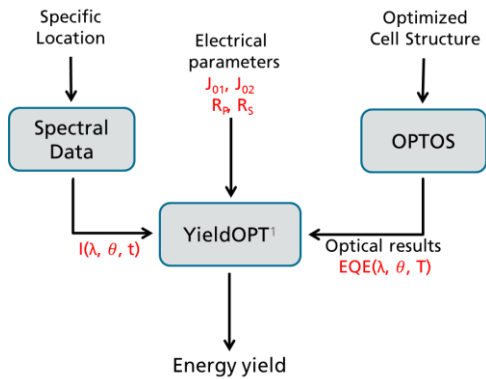 Specific
Location
Electrical
parameters
J01, J02
RP, RS
Optimized
Cell Structure
Spectral
Data
OPTOS
YieldOPT1
I(λ, θ, t)
Optical results
EQE(λ, θ, T)
Energy yield